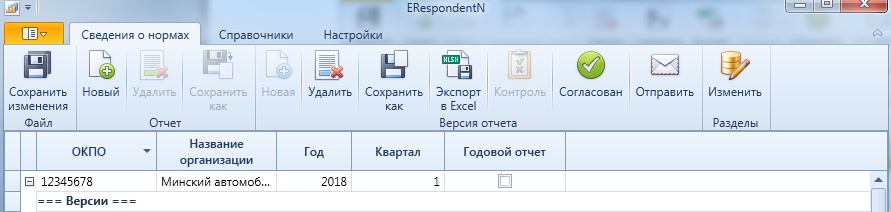 ERespondentN
Сведения о нормах Справочники Настройки
Сохранить изменения
Новый
Удалить
Сохранить как
Новая
Удалить
Сохранить как
XLSX
Экспорт в Excel
Контроль
Согласован
Отправить
Изменить
Файл Отчет Версия отчета Разделы
ОКПО Название организации Год Квартал Годовой отчет
12345678 Минский автомоб... 2018 1
=== Версии ===